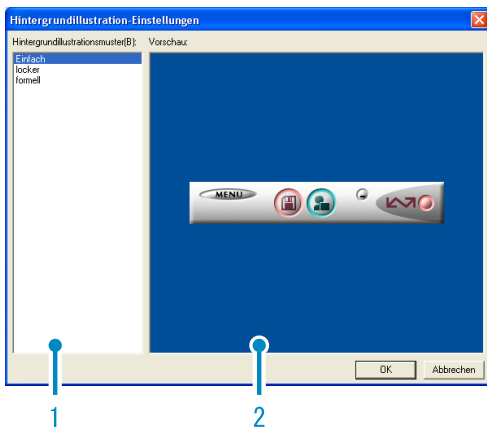 Hintergrundillustration-Einstellungen
Hintergrundillustrationsmuster(B): Vorschau:
Einfach
locker
formell
MENU
OK Abbrechen
1 2